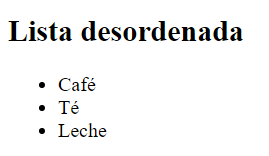 Lista desordenada
• Café
• Té
• Leche